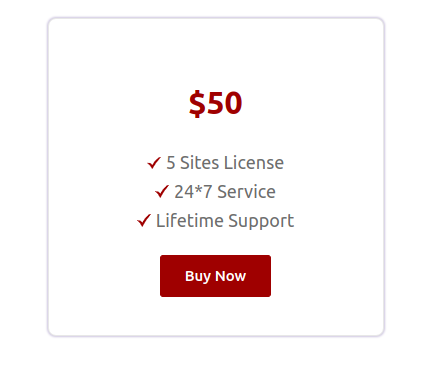 $50
✓ 5 Sites License
✓ 24*7 Service
✓ Lifetime Support
Buy Now